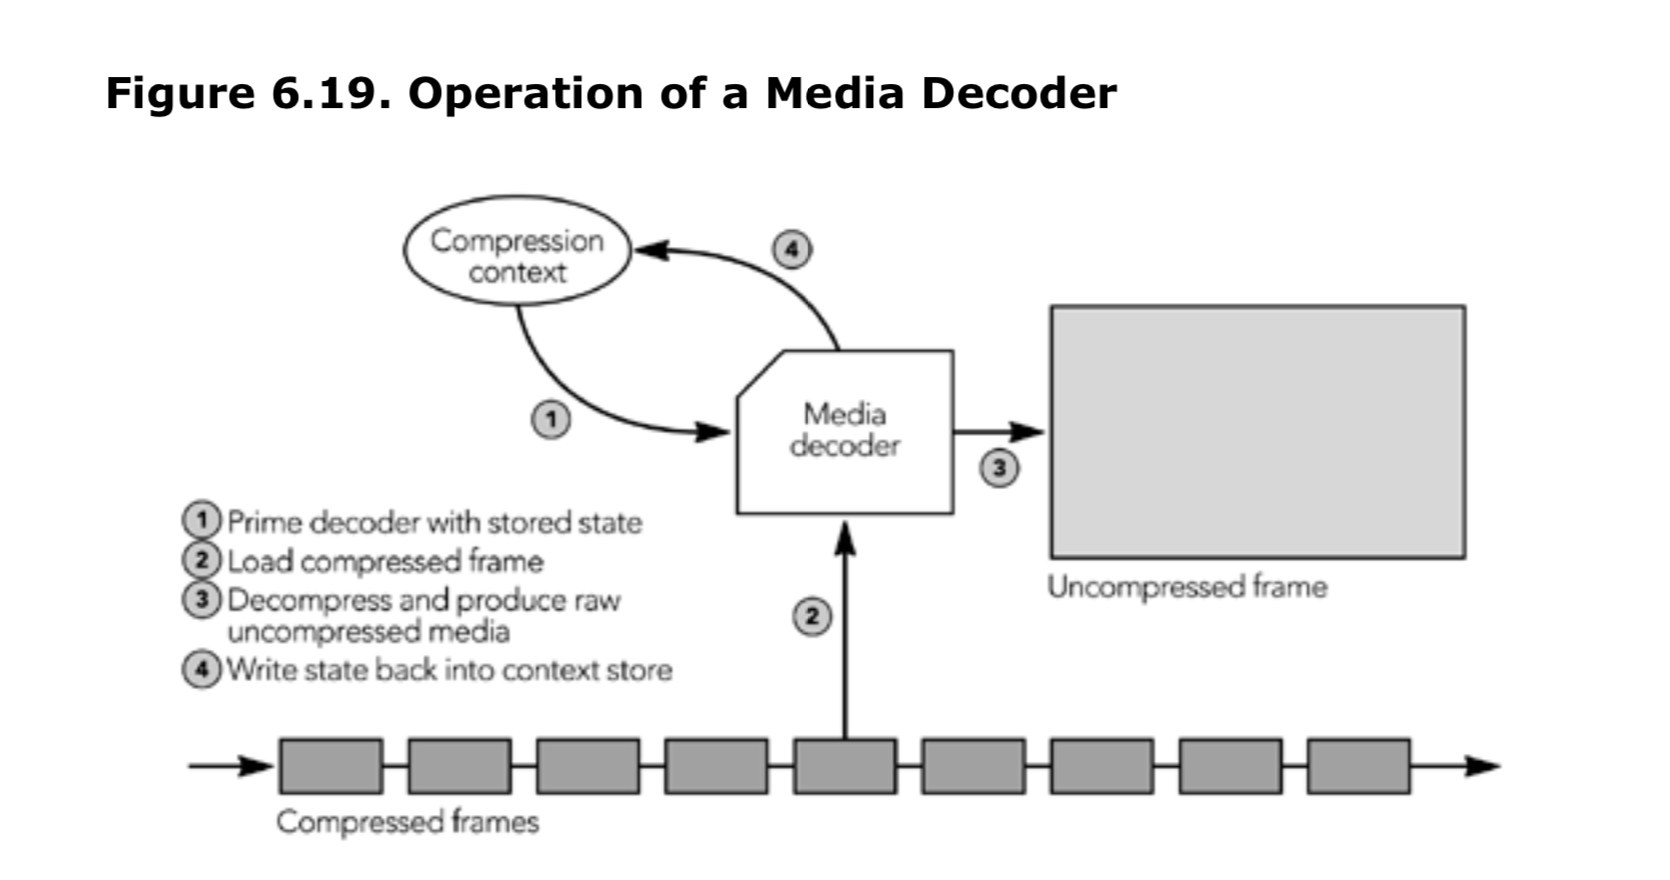 Figure 6.19. Operation of a Media Decoder
Compression
context
4
1
Media
decoder
3
1 Prime decoder with stored state
2 Load compressed frame
3 Decompress and produce raw
uncompressed media
4 Write state back into context store
Uncompressed frame
2
Compressed frames